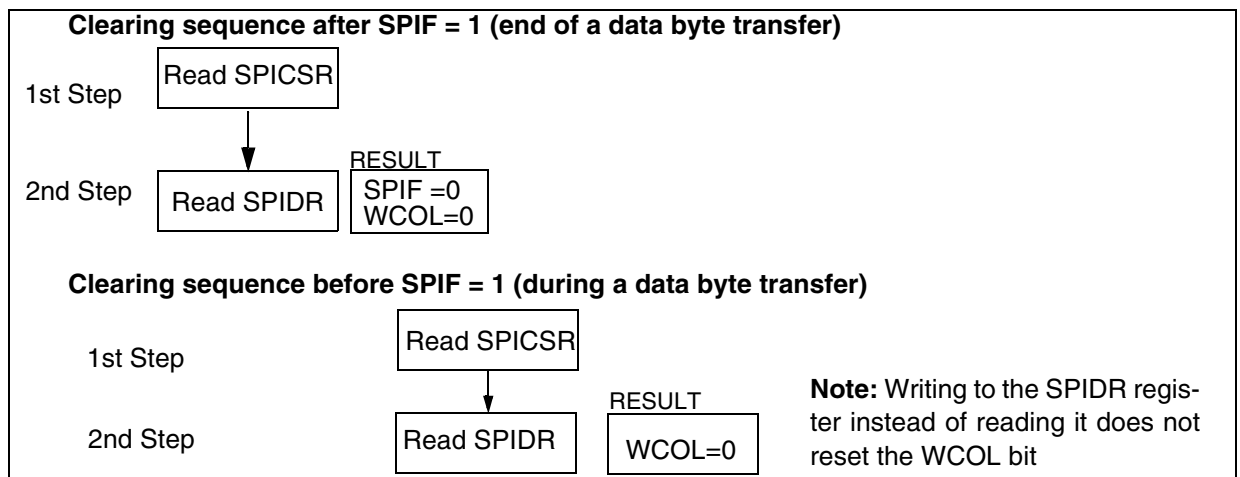 Clearing sequence after SPIF = 1 (end of a data byte transfer)
1st Step
Read SPICSR
2nd Step
Read SPIDR
RESULT
SPIF =0
WCOL=0
Clearing sequence before SPIF = 1 (during a data byte transfer)
1st Step
Read SPICSR
2nd Step
Read SPIDR
RESULT
WCOL=0
Note: Writing to the SPIDR regis-
ter instead of reading it does not
reset the WCOL bit